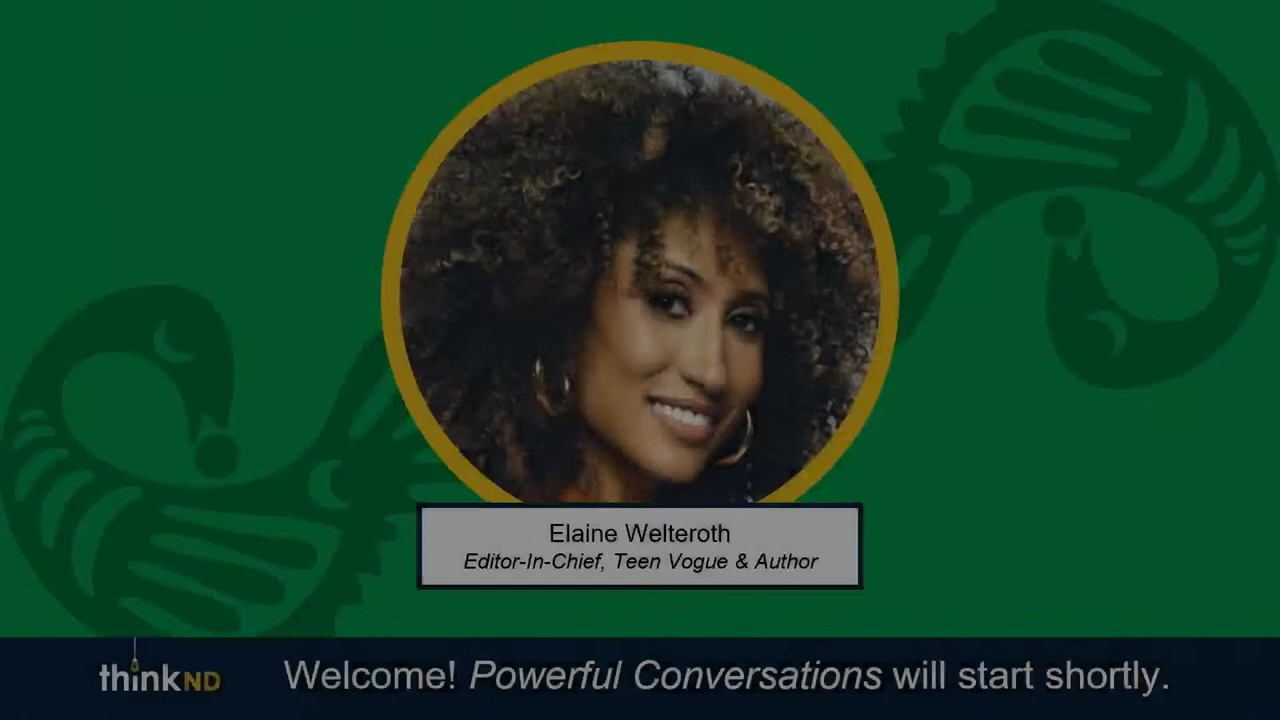 Elaine Welteroth
Editor-In-Chief, Teen Vogue & Author
thinkND
Welcome! Powerful Conversations will start shortly.